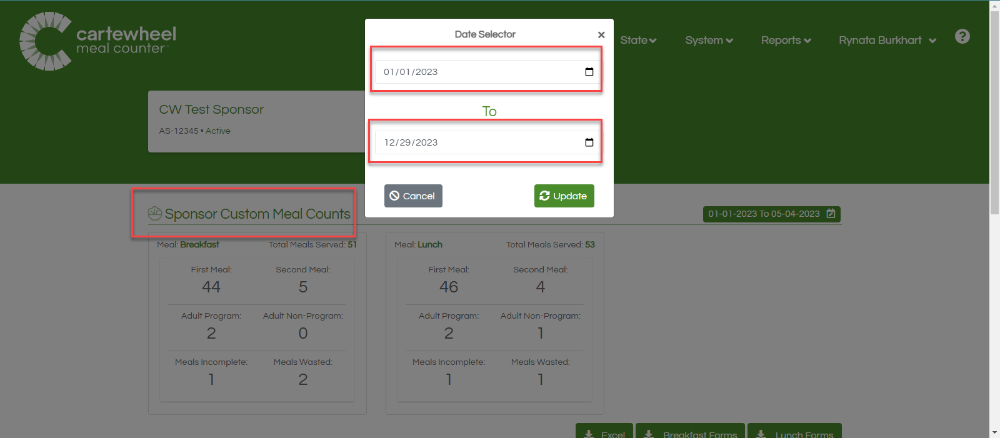 cartewheel
meal counter™
State
System
Reports
Rynata Burkhart
?
Date Selector
×
01/01/2023
To
12/29/2023
Cancel
Update
CW Test Sponsor
AS-12345 • Active
Sponsor Custom Meal Counts
01-01-2023 To 05-04-2023
Meal: Breakfast
Total Meals Served: 51
First Meal:
Second Meal:
44
5
Adult Program:
Adult Non-Program:
2
0
Meals Incomplete:
Meals Wasted:
1
2
Meal: Lunch
Total Meals Served: 53
First Meal:
Second Meal:
46
4
Adult Program:
Adult Non-Program:
2
1
Meals Incomplete:
Meals Wasted:
1
1
Excel
Breakfast Forms
Lunch Forms